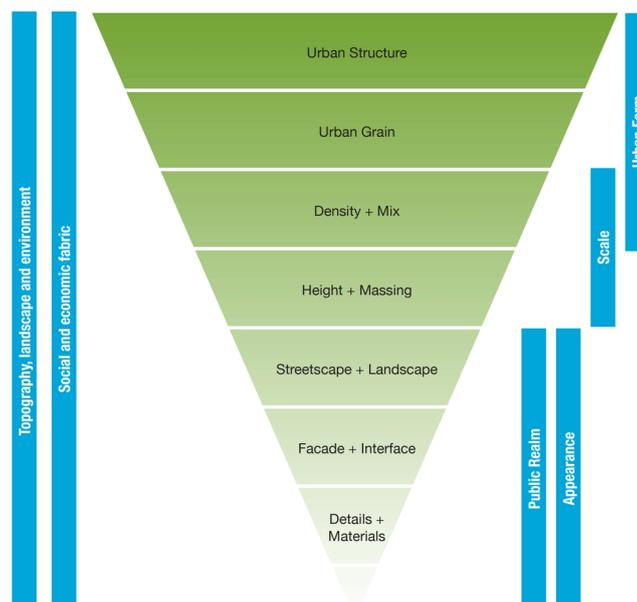 Urban Structure
Urban Grain
Density + Mix
Height + Massing
Streetscape + Landscape
Facade + Interface
Details +
Materials
Topography, landscape and environment
Social and economic fabric
Scale
Public Realm
Appearance